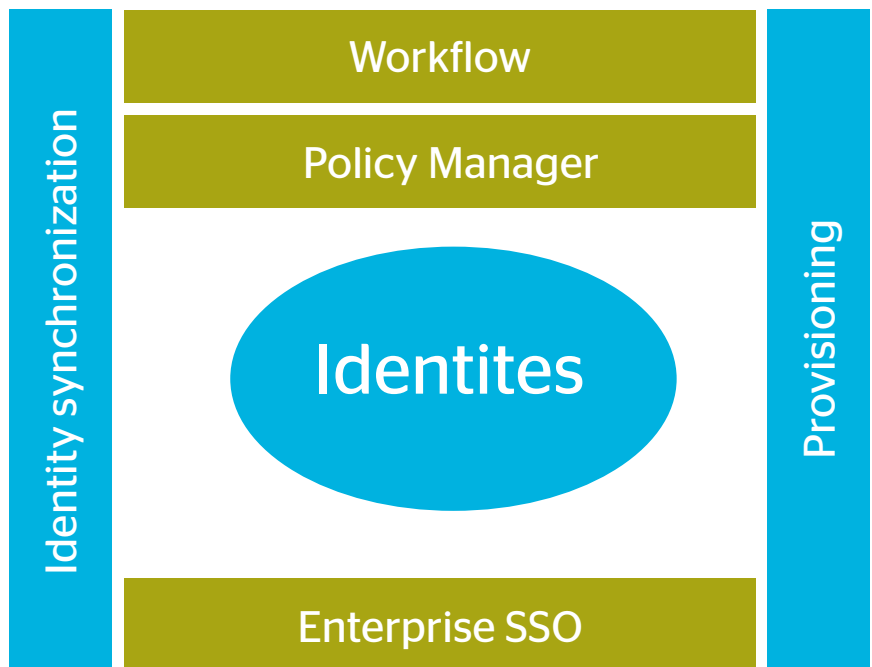 Workflow
Policy Manager
Identity synchronization
Identites
Provisioning
Enterprise SSO